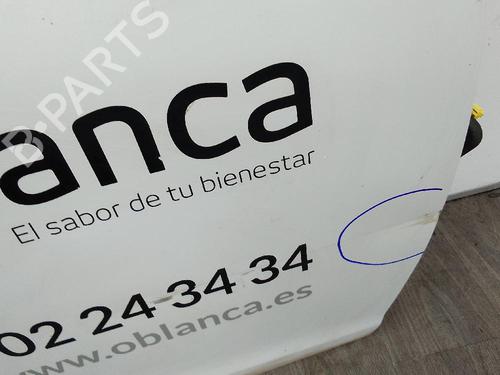 B-PARTS
anca
El sabor de tu bienestar
02 24 34 34
www.oblanca.es